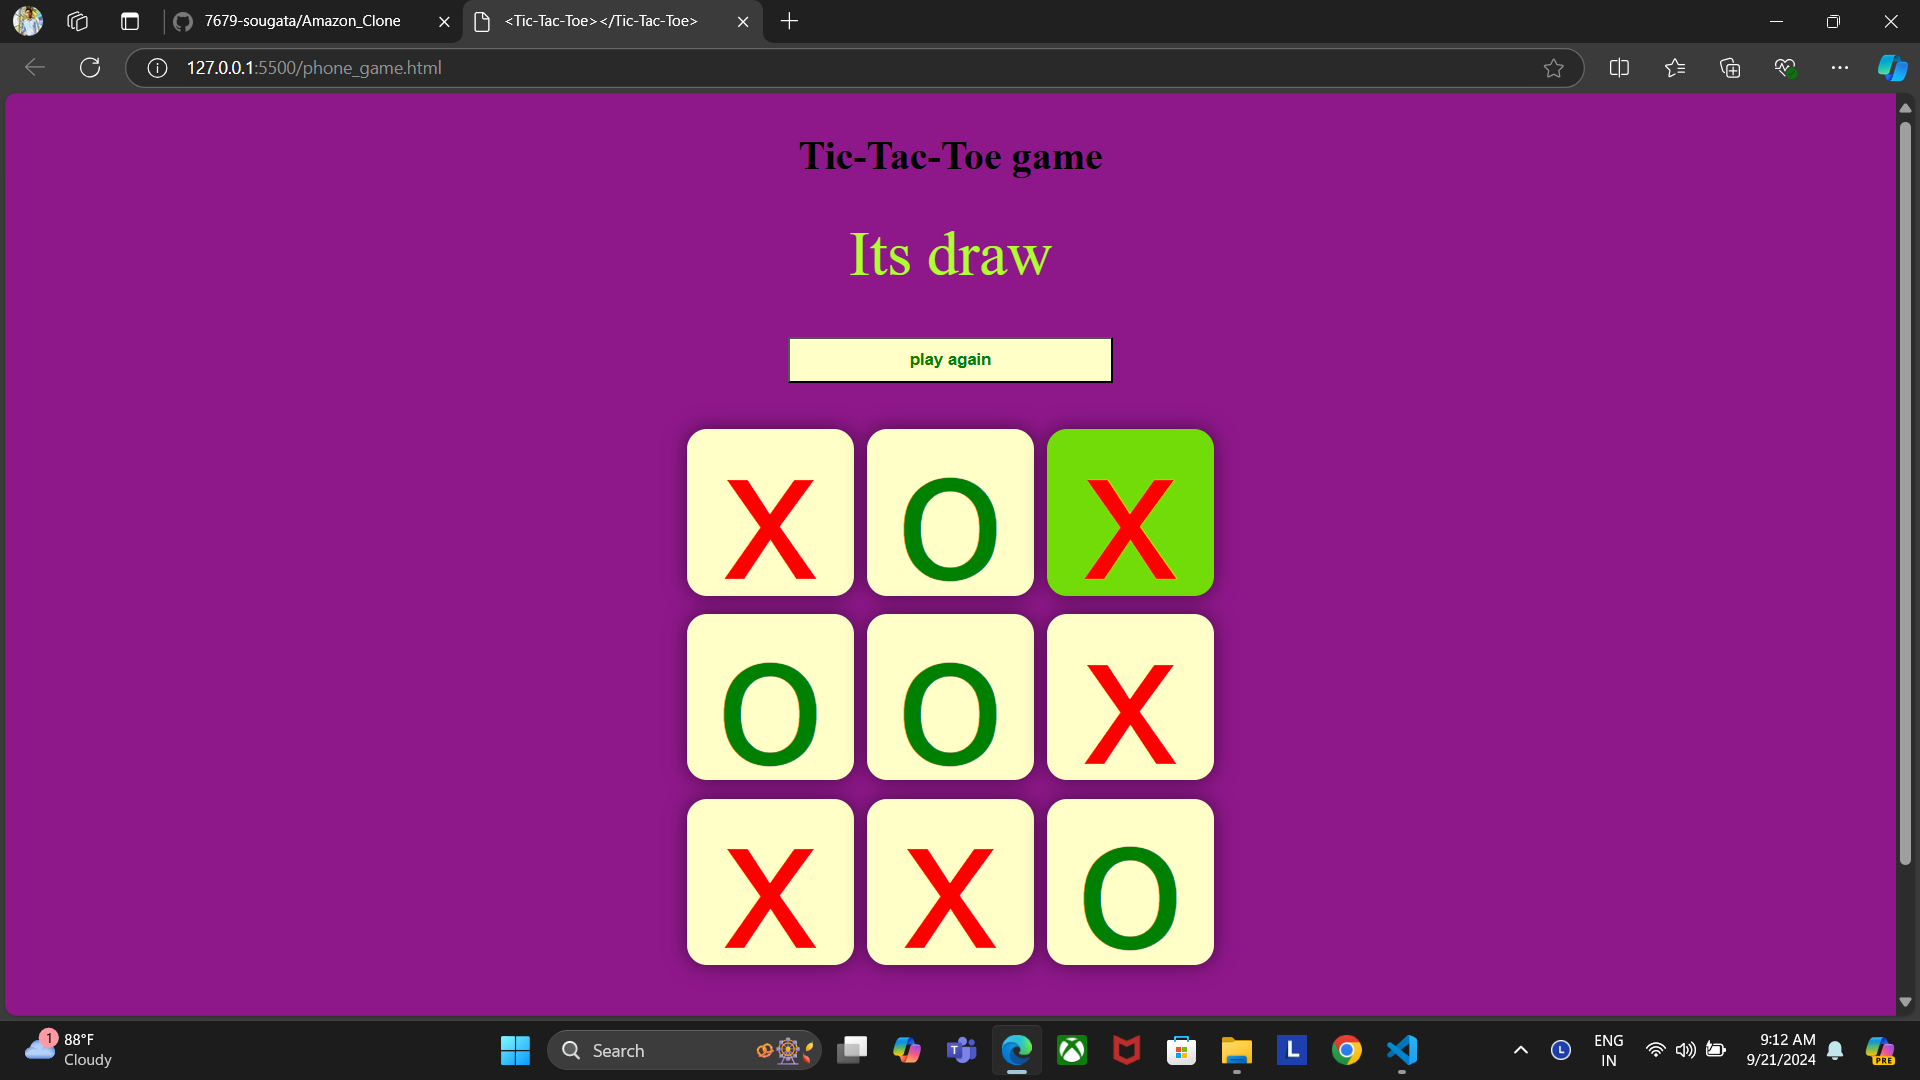 7679-sougata/Amazon_Clone
<Tic-Tac-Toe></Tic-Tac-Toe>
127.0.0.1:5500/phone_game.html
Tic-Tac-Toe game
Its draw
play again
X O X
O O X
X X O
1
88°F
Cloudy
Search
T
L
L
ENG
IN
9:12 AM
9/21/2024
PRE